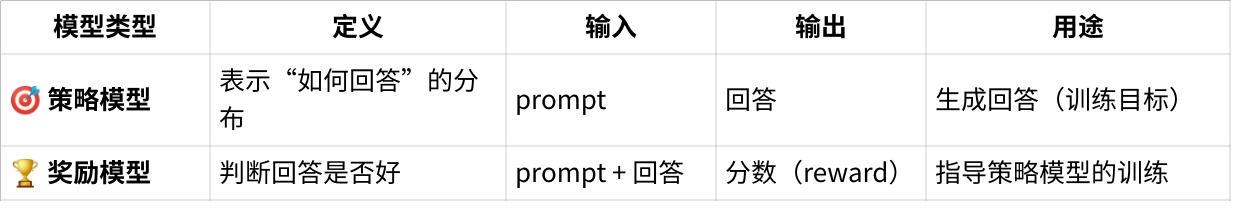 模型类型 定义 输入 输出 用途
🎯 策略模型 表示“如何回答”的分布 prompt 回答 生成回答（训练目标）
🏆 奖励模型 判断回答是否好 prompt + 回答 分数（reward） 指导策略模型的训练